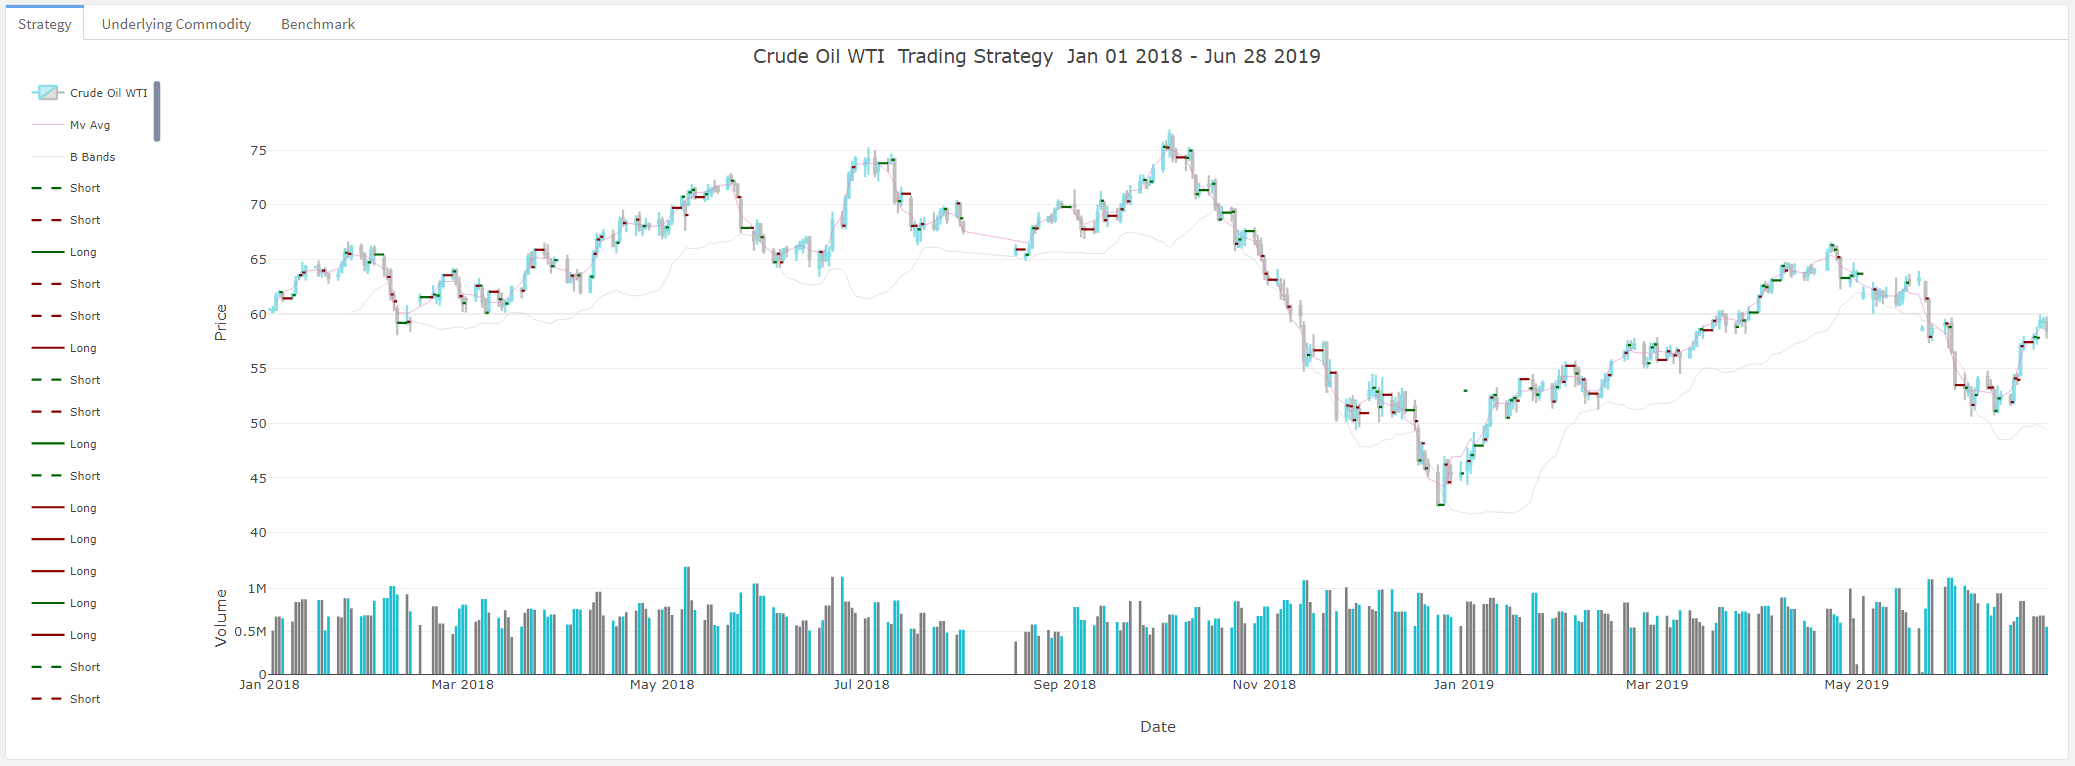 Strategy Underlying Commodity Benchmark
Crude Oil WTI  Trading Strategy  Jan 01 2018 - Jun 28 2019
Crude Oil WTI
Mv Avg
B Bands
Short
Short
Long
Short
Short
Long
Short
Short
Long
Short
Long
Long
Long
Long
Long
Short
Short
Price
75
70
65
60
55
50
45
40
Volume
1M
0.5M
0
Jan 2018 Mar 2018 May 2018 Jul 2018 Sep 2018 Nov 2018 Jan 2019 Mar 2019 May 2019
Date